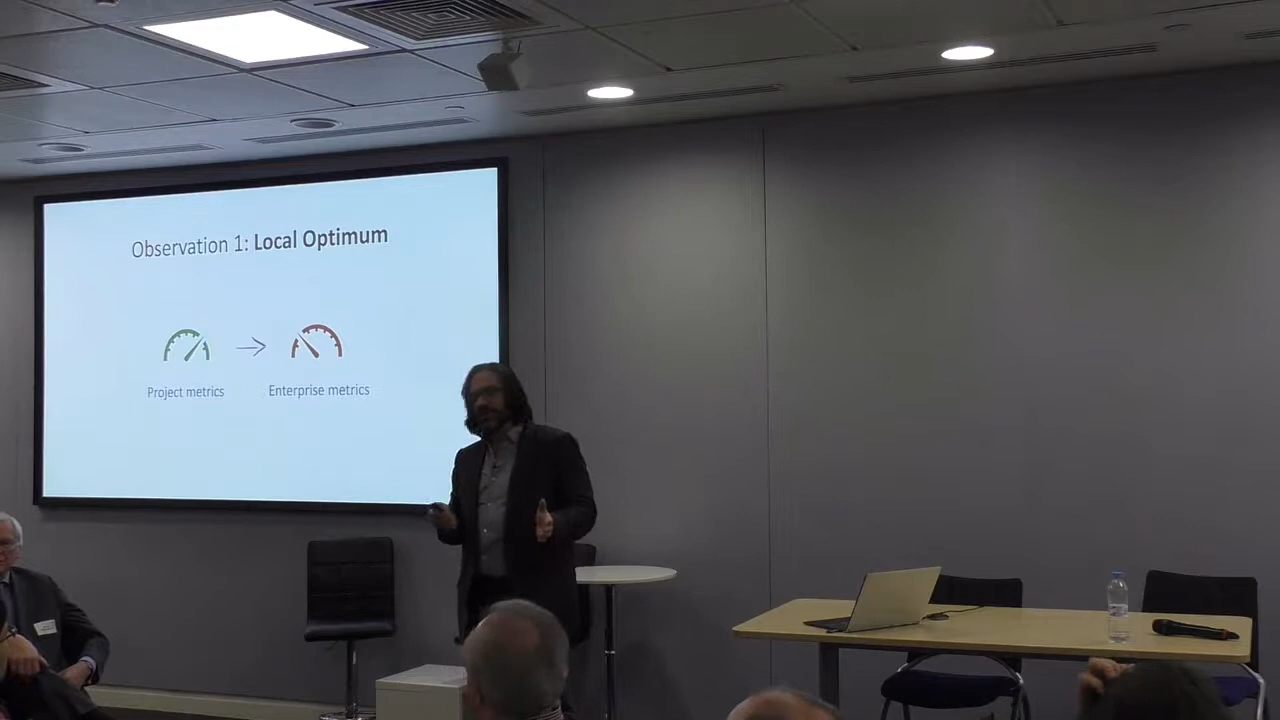 Observation 1: Local Optimum
Project metrics
Enterprise metrics